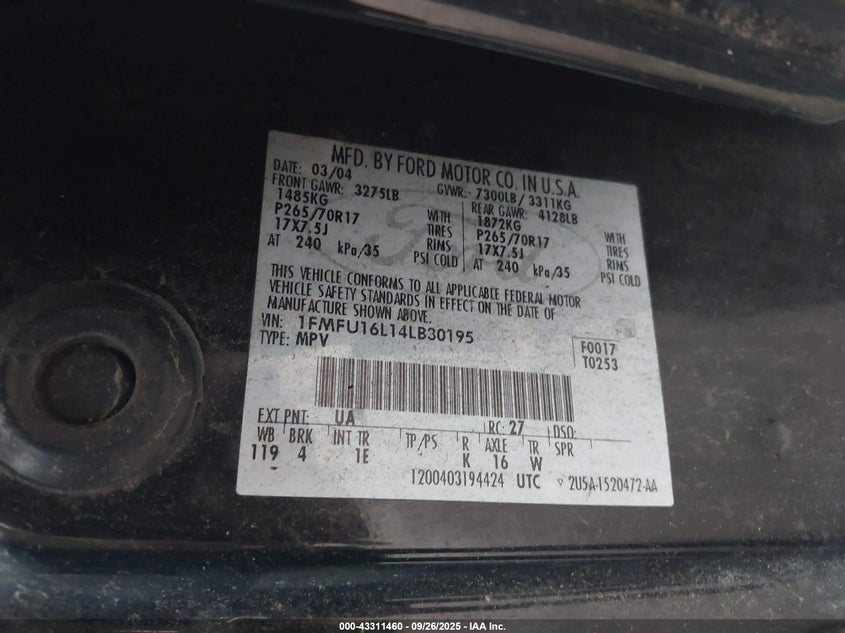 MFD. BY FORD MOTOR CO. IN U.S.A.
DATE: 03/04 GVWR: 7300LB/ 3311KG
FRONT GAWR: 3275LB REAR GAWR: 4128LB
1485KG WITH 1872KG WITH
P265/70R17 TIRES P265/70R17 TIRES
17X7.5J RIMS 17X7.5J RIMS
AT 240 kPa/35 PSI COLD AT 240 kPa/35 PSI COLD
THIS VEHICLE CONFORMS TO ALL APPLICABLE FEDERAL MOTOR
VEHICLE SAFETY STANDARDS IN EFFECT ON THE DATE OF
MANUFACTURE SHOWN ABOVE.
VIN: 1FMFU16L14LB30195
TYPE: MPV
F0017
T0253
EXT PNT: UA RC: 27 DSO:
WB BRK INT TR TP/PS R AXLE TR SPR
119 4 1E K 16 W
1200403194424 UTC ▽ 2U5A-1520472-AA
000-43311460 - 09/26/2025 - IAA Inc.